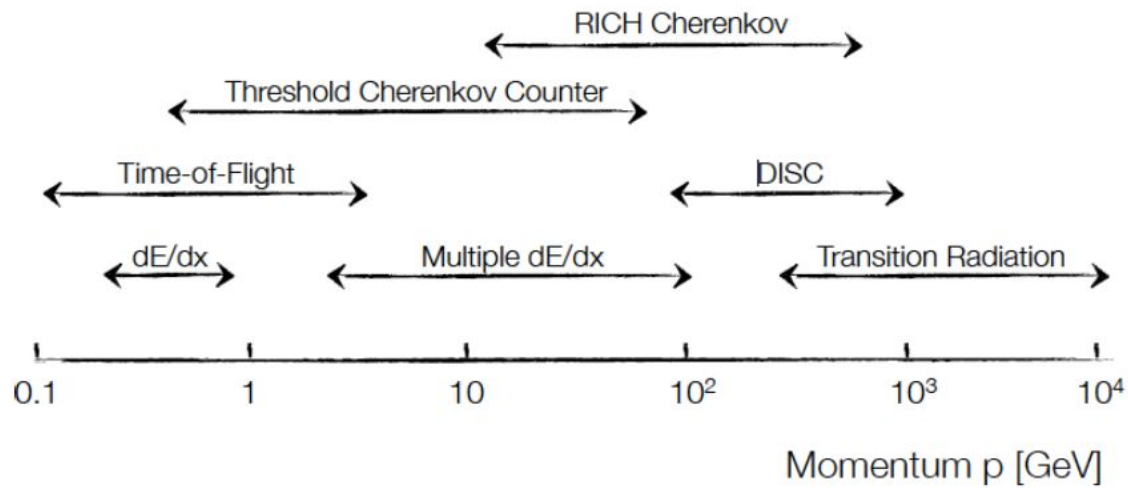 RICH Cherenkov
Threshold Cherenkov Counter
Time-of-Flight
DISC
dE/dx
Multiple dE/dx
Transition Radiation
0.1 1 10 10² 10³ 10⁴
Momentum p [GeV]